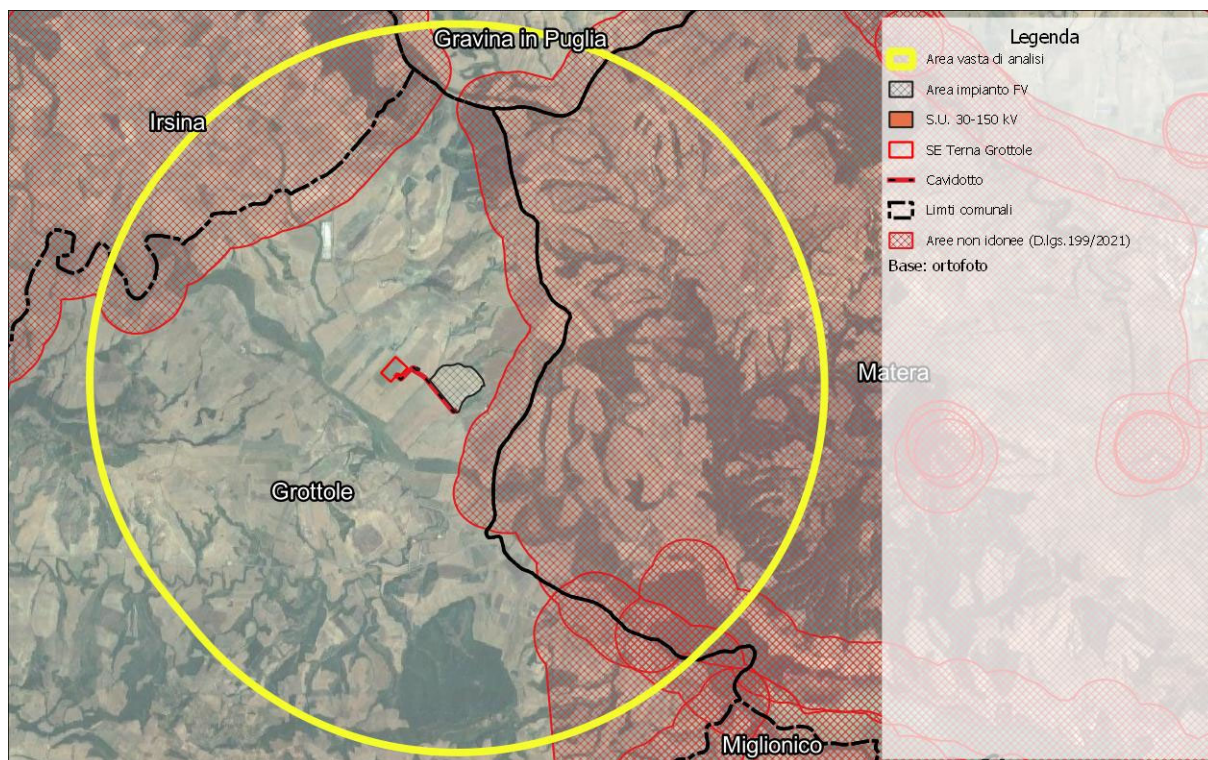 Gravina in Puglia
Irsina
Matera
Grottole
Miglionico
Legenda
Area vasta di analisi
Area impianto FV
S.U. 30-150 kV
SE Terna Grottole
Cavidotto
Limti comunali
Aree non idonee (D.lgs.199/2021)
Base: ortofoto